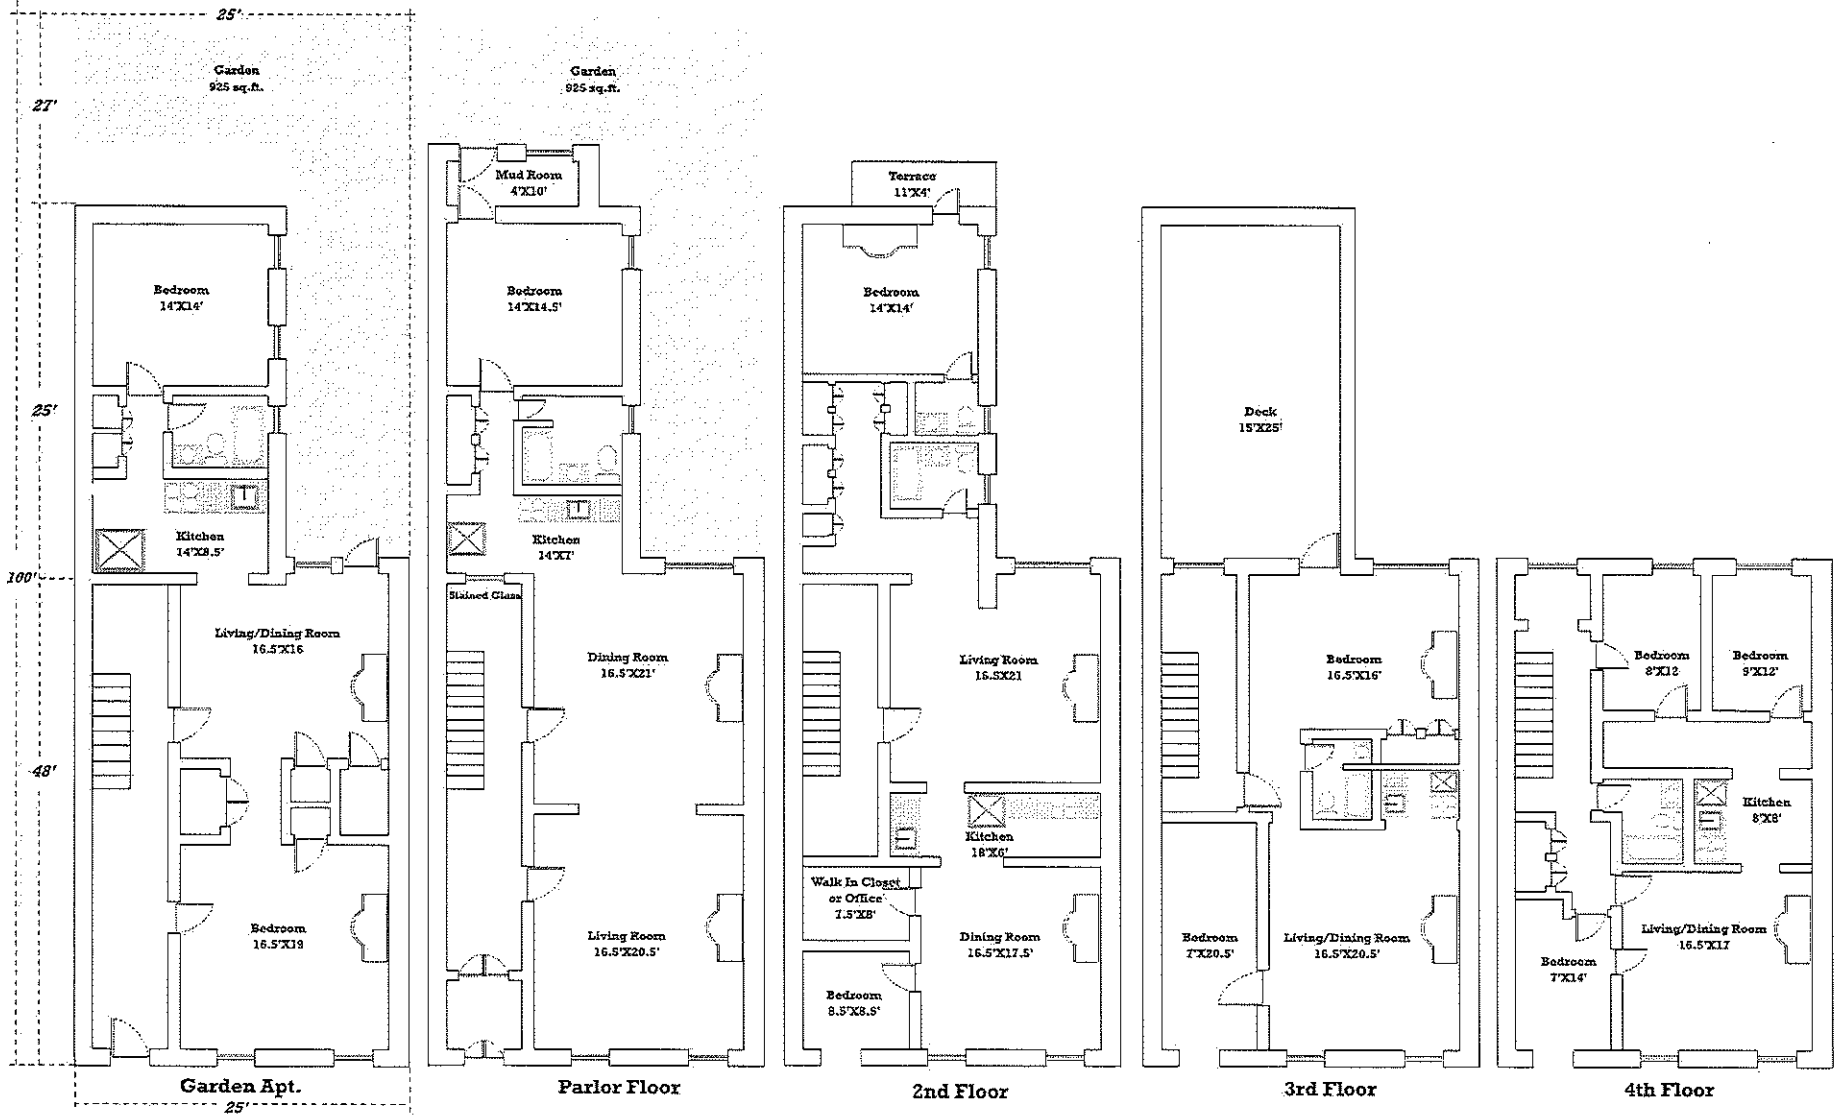 25'
Garden
925 sq.ft.
27'
Bedroom
14'X14'
25'
Kitchen
14'X8.5'
100'
Living/Dining Room
16.5'X16
48'
Bedroom
16.5'X19
Garden Apt.
25'
Garden
925 sq.ft.
Mud Room
4'X10'
Bedroom
14'X14.5'
Kitchen
14'X7'
Stained Glass
Dining Room
16.5'X21'
Living Room
16.5'X20.5'
Parlor Floor
Terrace
11'X4'
Bedroom
14'X14'
Living Room
16.5X21
Kitchen
18'X6'
Walk In Closet
or Office
7.5'X8'
Dining Room
16.5'X17.5'
Bedroom
8.5'X8.5'
2nd Floor
Deck
15'X25'
Bedroom
16.5'X16'
Bedroom
7'X20.5'
Living/Dining Room
16.5'X20.5'
3rd Floor
Bedroom
8'X12
Bedroom
9'X12'
Kitchen
8'X8'
Living/Dining Room
16.5'X17
Bedroom
7'X14'
4th Floor